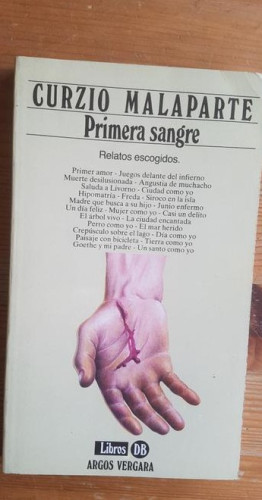 CURZIO MALAPARTE
Primera sangre
Relatos escogidos.
Primer amor - Juegos delante del infierno
Muerte desilusionada - Angustia de muchacho
Saluda a Livorno - Ciudad como yo
Hipomatría - Freda - Siroco en la isla
Madre que busca a su hijo - Junio enfermo
Un día feliz - Mujer como yo - Casi un delito
El árbol vivo - La ciudad encantada
Perro como yo - El mar herido
Crepúsculo sobre el lago - Día como yo
Paisaje con bicicleta - Tierra como yo
Goethe y mi padre - Un santo como yo
Libros DB
ARGOS VERGARA